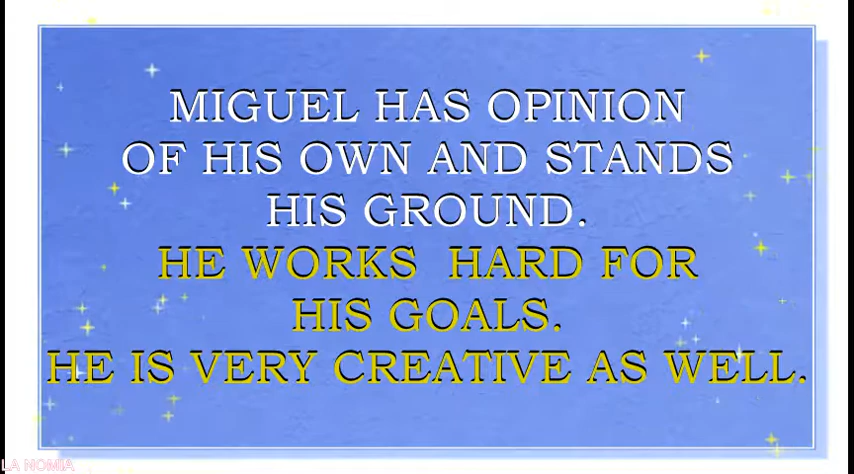 MIGUEL HAS OPINION
OF HIS OWN AND STANDS
HIS GROUND.
HE WORKS  HARD FOR
HIS GOALS.
HE IS VERY CREATIVE AS WELL.
LA NOMIA